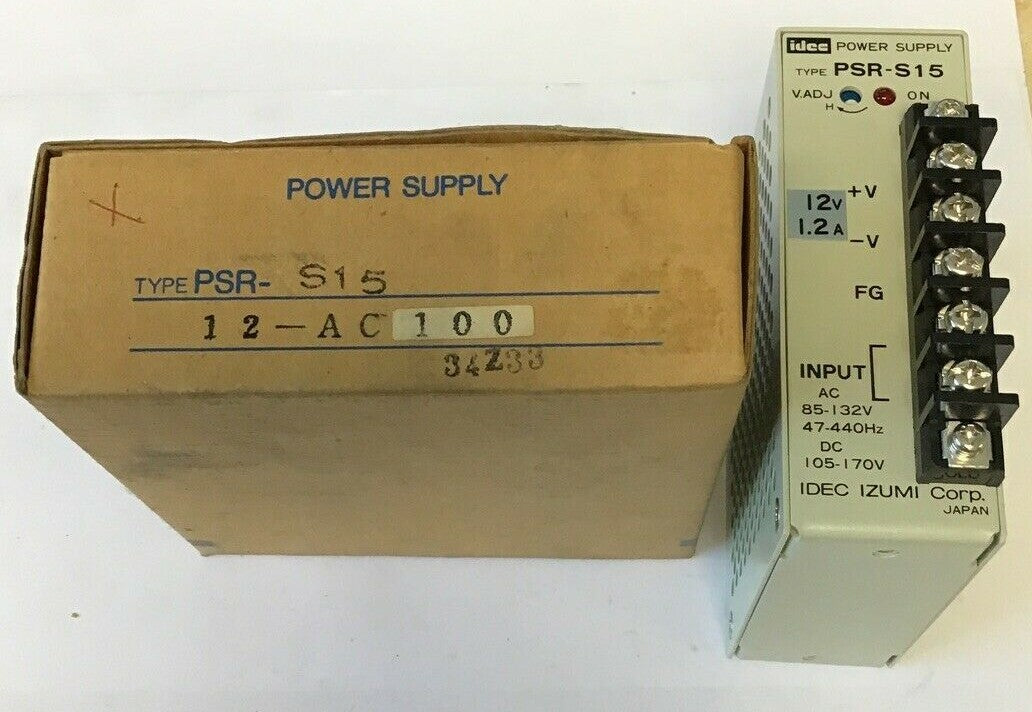 POWER SUPPLY
TYPE PSR- S15
12-AC 100
34Z33
idec POWER SUPPLY
TYPE PSR-S15
V.ADJ ON
H
12V
1.2A
+V
-V
FG
INPUT
AC
85-132V
47-440Hz
DC
105-170V
IDEC IZUMI Corp.
JAPAN